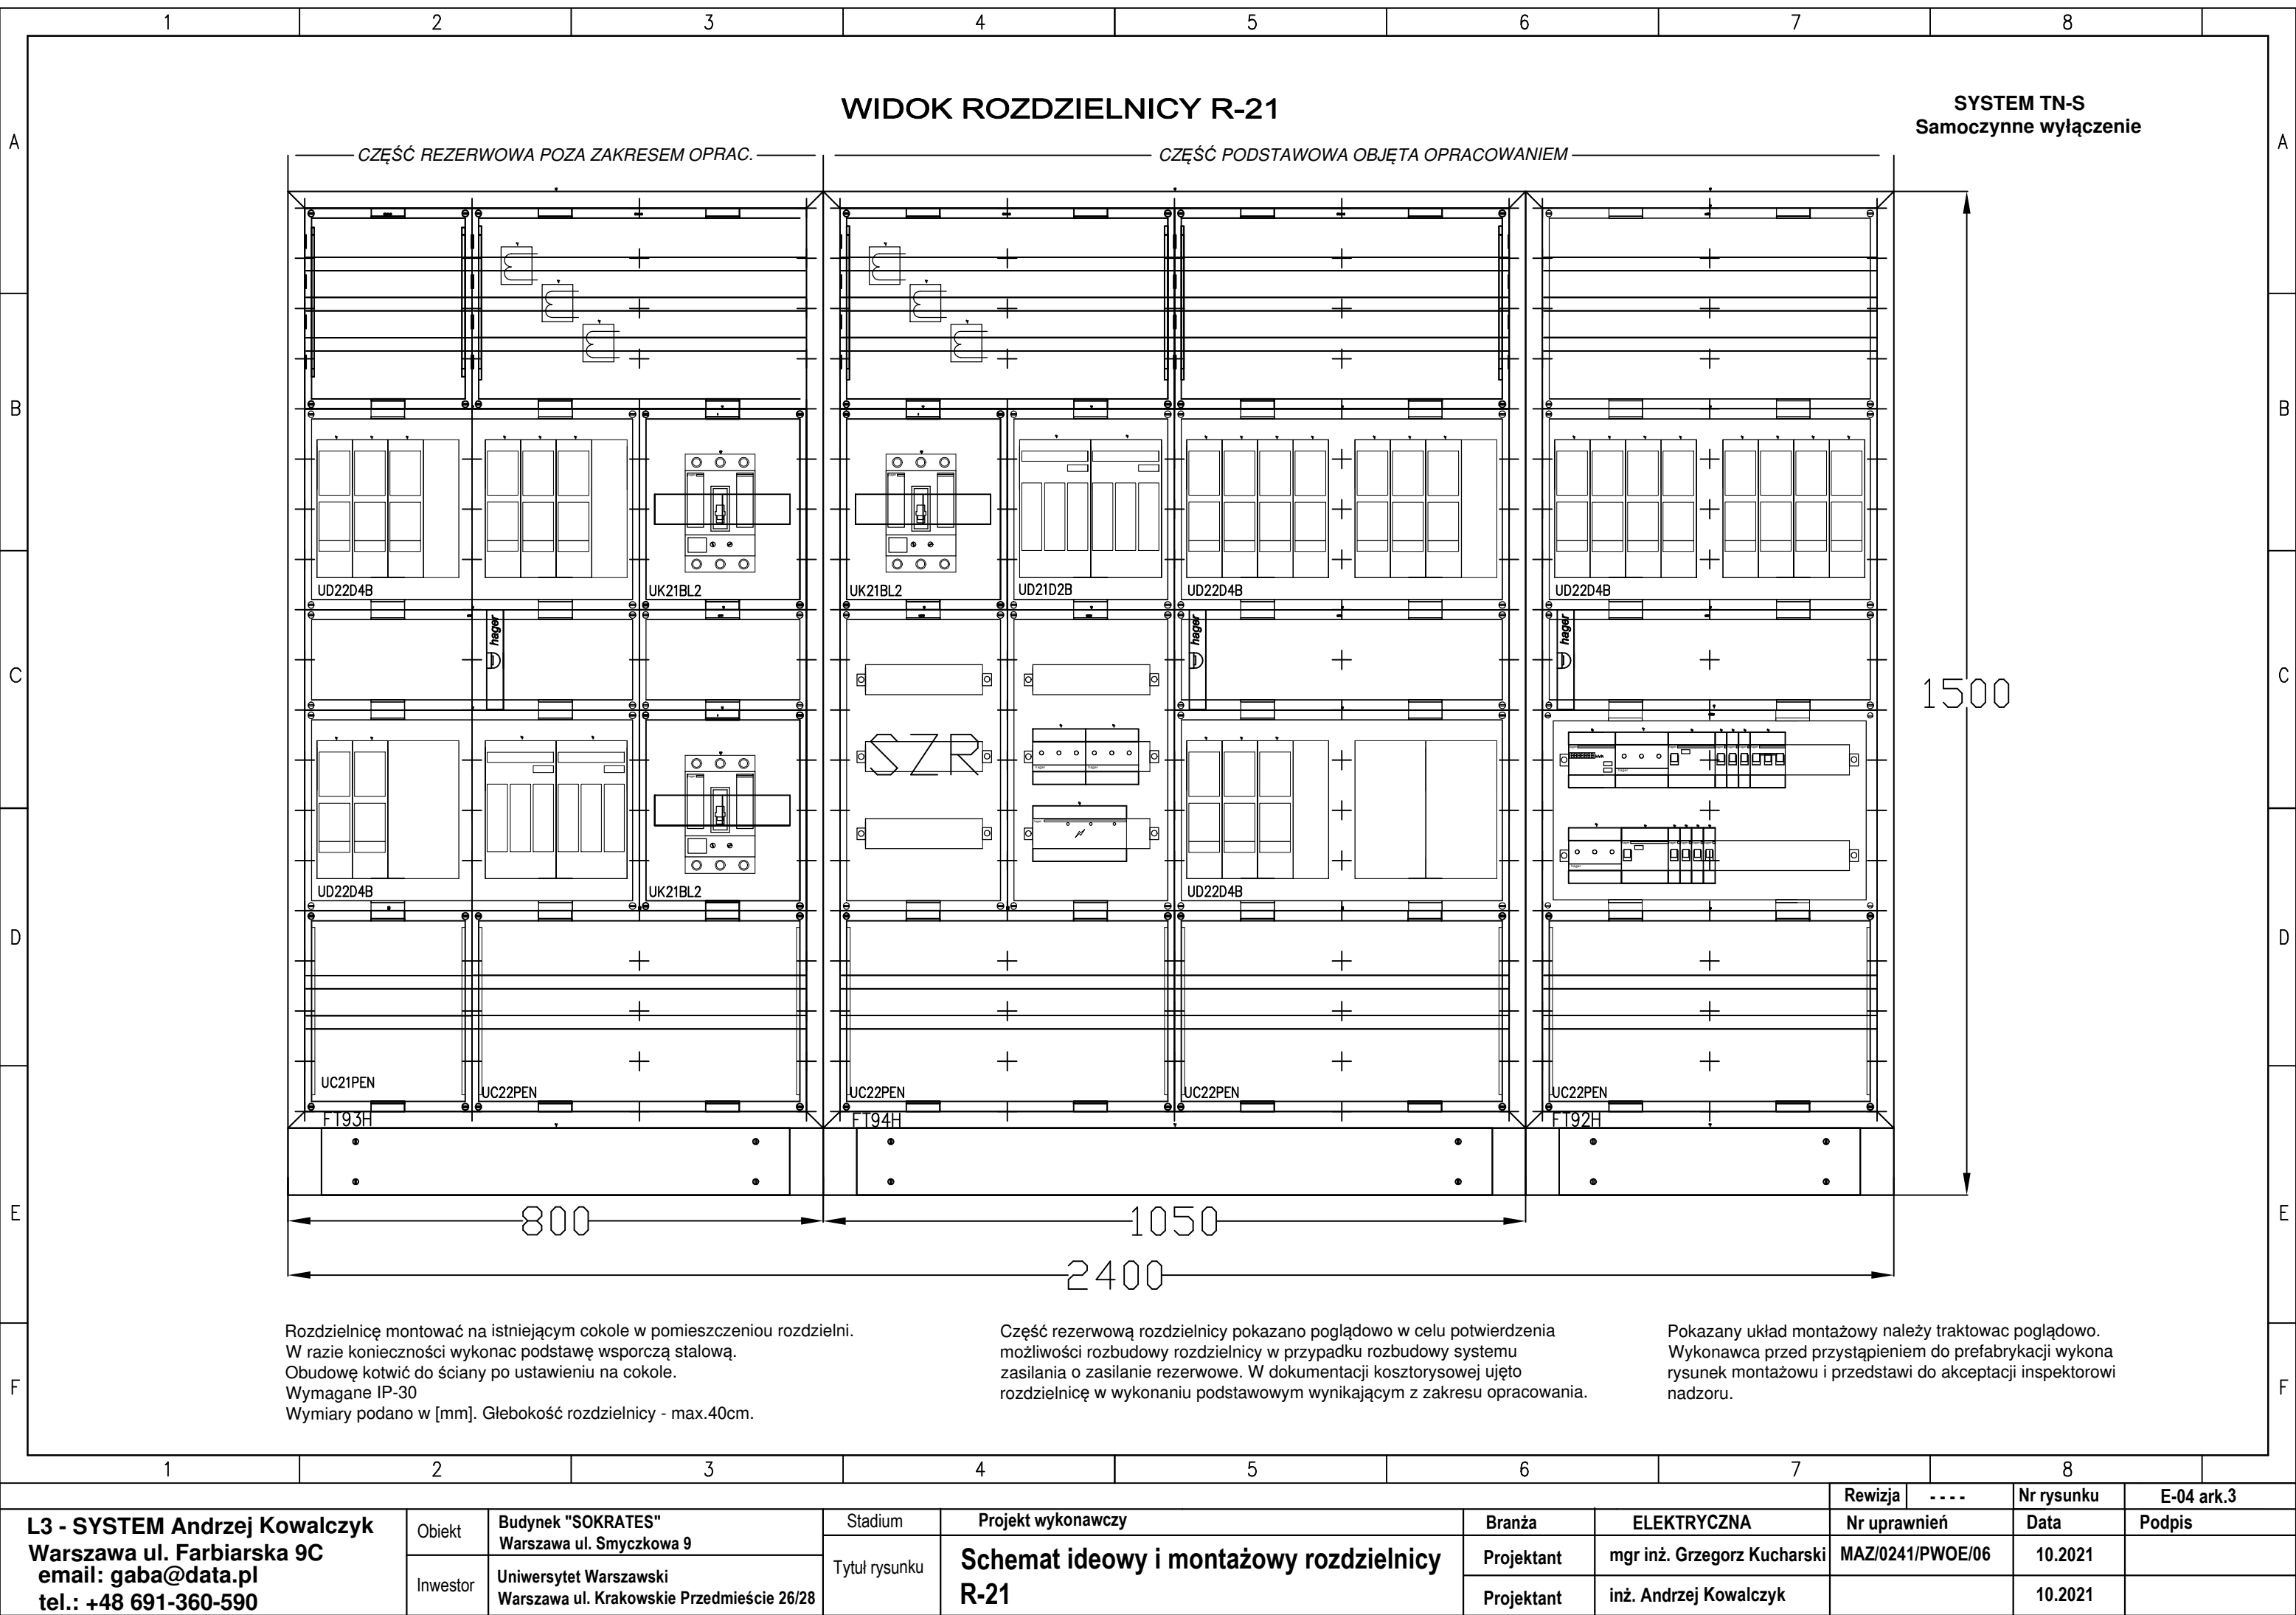 1 2 3 4 5 6 7 8
A A
B B
C C
D D
E E
F F
WIDOK ROZDZIELNICY R-21
SYSTEM TN-S
Samoczynne wyłączenie
CZĘŚĆ REZERWOWA POZA ZAKRESEM OPRAC.
CZĘŚĆ PODSTAWOWA OBJĘTA OPRACOWANIEM
UD22D4B UK21BL2 UK21BL2 UD21D2B UD22D4B UD22D4B
hager hager hager
1500
SZR
UD22D4B UK21BL2 UD22D4B
UC21PEN UC22PEN UC22PEN UC22PEN UC22PEN
FT93H FT94H FT92H
800 1050
2400
Rozdzielnicę montować na istniejącym cokole w pomieszczeniou rozdzielni.
W razie konieczności wykonac podstawę wsporczą stalową.
Obudowę kotwić do ściany po ustawieniu na cokole.
Wymagane IP-30
Wymiary podano w [mm]. Głebokość rozdzielnicy - max.40cm.
Część rezerwową rozdzielnicy pokazano poglądowo w celu potwierdzenia
możliwości rozbudowy rozdzielnicy w przypadku rozbudowy systemu
zasilania o zasilanie rezerwowe. W dokumentacji kosztorysowej ujęto
rozdzielnicę w wykonaniu podstawowym wynikającym z zakresu opracowania.
Pokazany układ montażowy należy traktowac poglądowo.
Wykonawca przed przystąpieniem do prefabrykacji wykona
rysunek montażowu i przedstawi do akceptacji inspektorowi
nadzoru.
1 2 3 4 5 6 7 8
Rewizja ---- Nr rysunku E-04 ark.3
L3 - SYSTEM Andrzej Kowalczyk
Warszawa ul. Farbiarska 9C
email: gaba@data.pl
tel.: +48 691-360-590
Obiekt
Budynek "SOKRATES"
Warszawa ul. Smyczkowa 9
Inwestor
Uniwersytet Warszawski
Warszawa ul. Krakowskie Przedmieście 26/28
Stadium Projekt wykonawczy
Tytuł rysunku
Schemat ideowy i montażowy rozdzielnicy
R-21
Branża ELEKTRYCZNA Nr uprawnień Data Podpis
Projektant mgr inż. Grzegorz Kucharski MAZ/0241/PWOE/06 10.2021
Projektant inż. Andrzej Kowalczyk 10.2021